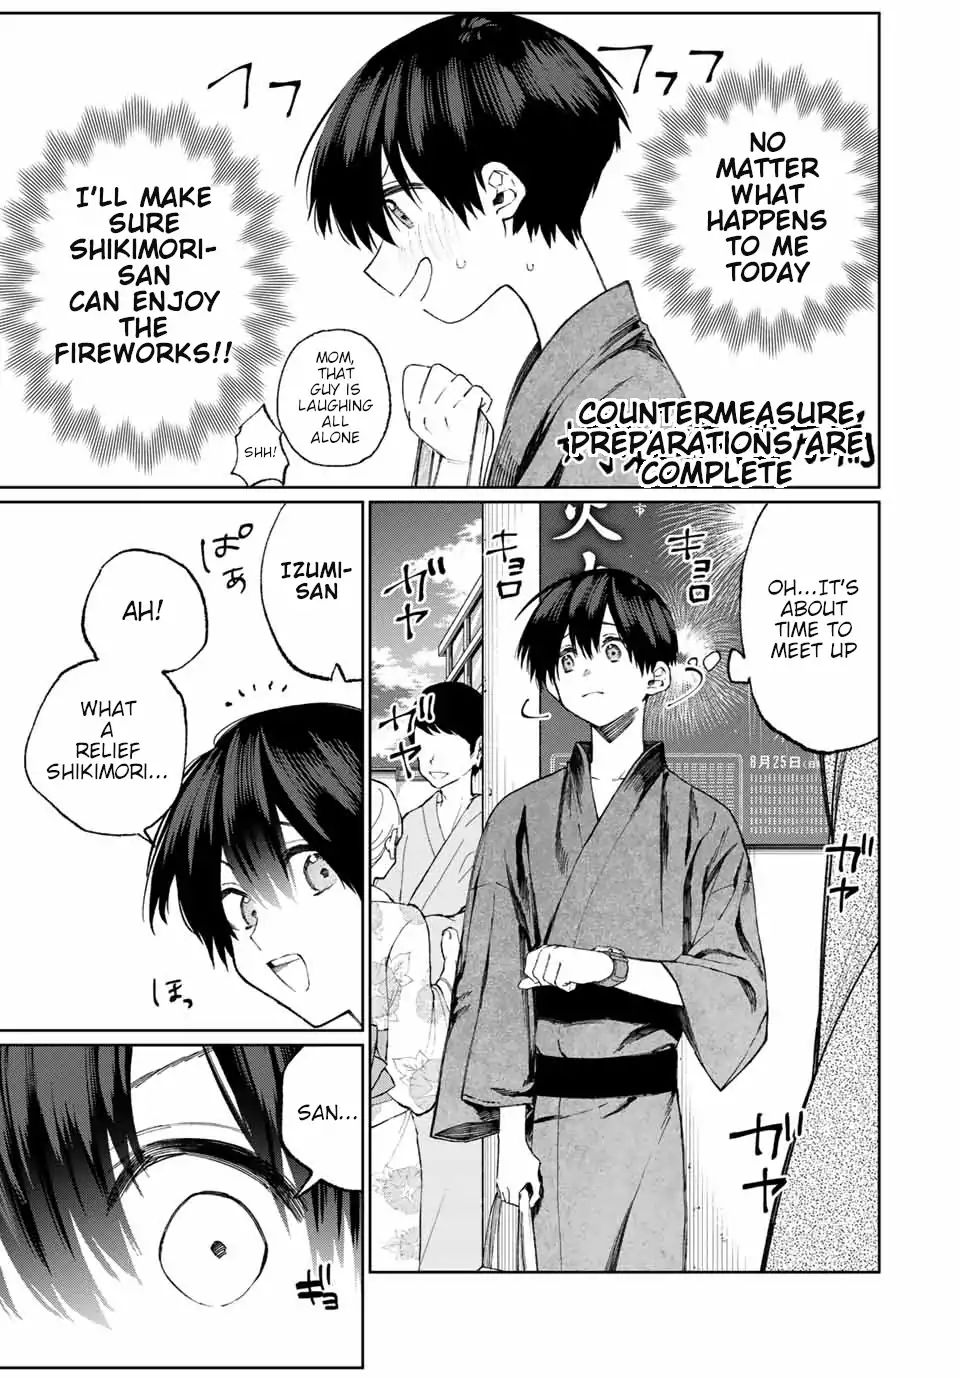 NO
MATTER
WHAT
HAPPENS
TO ME
TODAY
フフフ
フフ
I'LL MAKE
SURE
SHIKIMORI-
SAN
CAN ENJOY
THE
FIREWORKS!!
MOM,
THAT
GUY IS
LAUGHING
ALL
ALONE
SHH!
COUNTERMEASURE
PREPARATIONS ARE
COMPLETE
OH...IT'S
ABOUT
TIME TO
MEET UP
キョロ
キョロ
ガヤ
ガヤ
ガヤ
ガヤ
8月25日
IZUMI-
SAN
ぱぁ
AH!
WHAT
A
RELIEF
SHIKIMORI...
ほっ
SAN...
ギョ